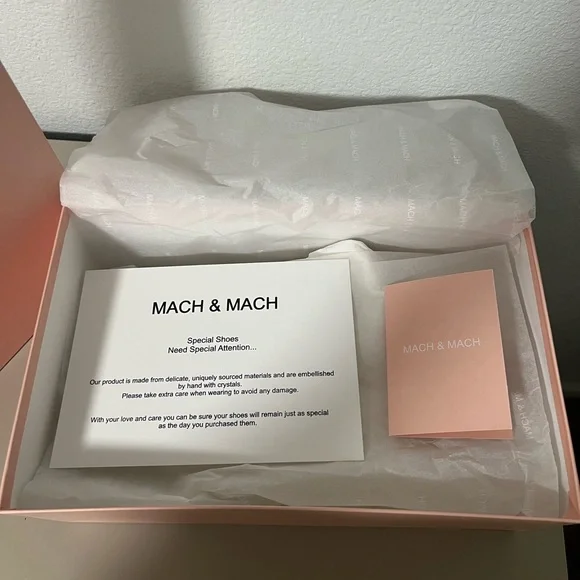 MACH & MACH
Special Shoes
Need Special Attention...
Our product is made from delicate, uniquely sourced materials and are embellished
by hand with crystals.
Please take extra care when wearing to avoid any damage.
With your love and care you can be sure your shoes will remain just as special
as the day you purchased them.
MACH & MACH